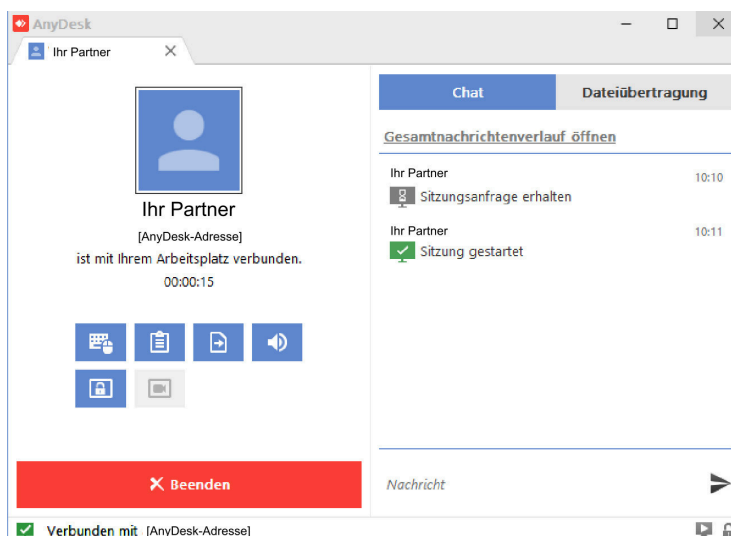 AnyDesk
Ihr Partner
Ihr Partner
[AnyDesk-Adresse]
ist mit Ihrem Arbeitsplatz verbunden.
00:00:15
Beenden
Chat
Dateiübertragung
Gesamtnachrichtenverlauf öffnen
Ihr Partner
10:10
Sitzungsanfrage erhalten
Ihr Partner
10:11
Sitzung gestartet
Nachricht
Verbunden mit [AnyDesk-Adresse]